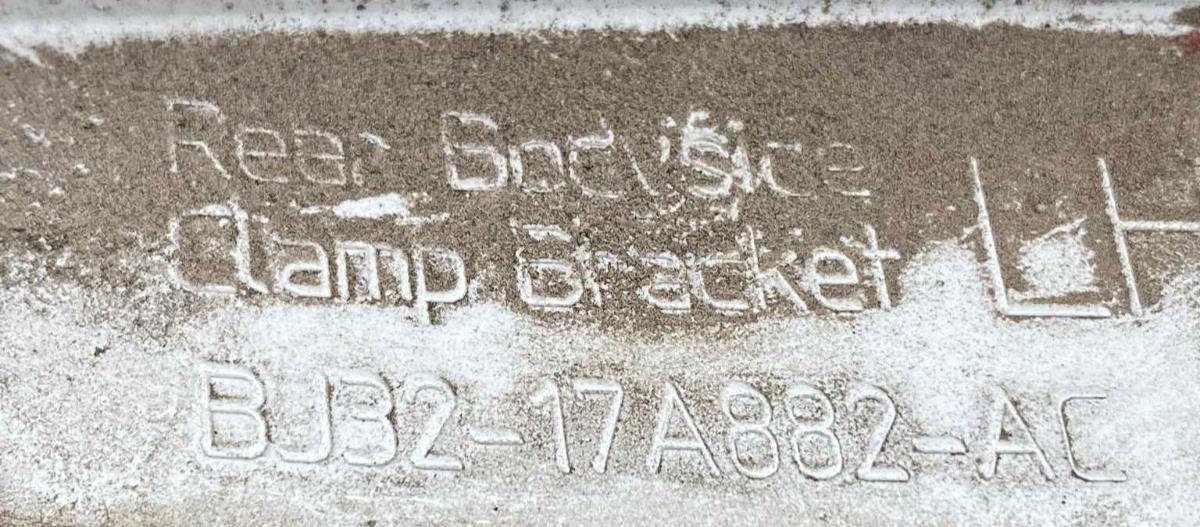 Rear Bodyside
Clamp Bracket LH
BJ32-17A882-AC